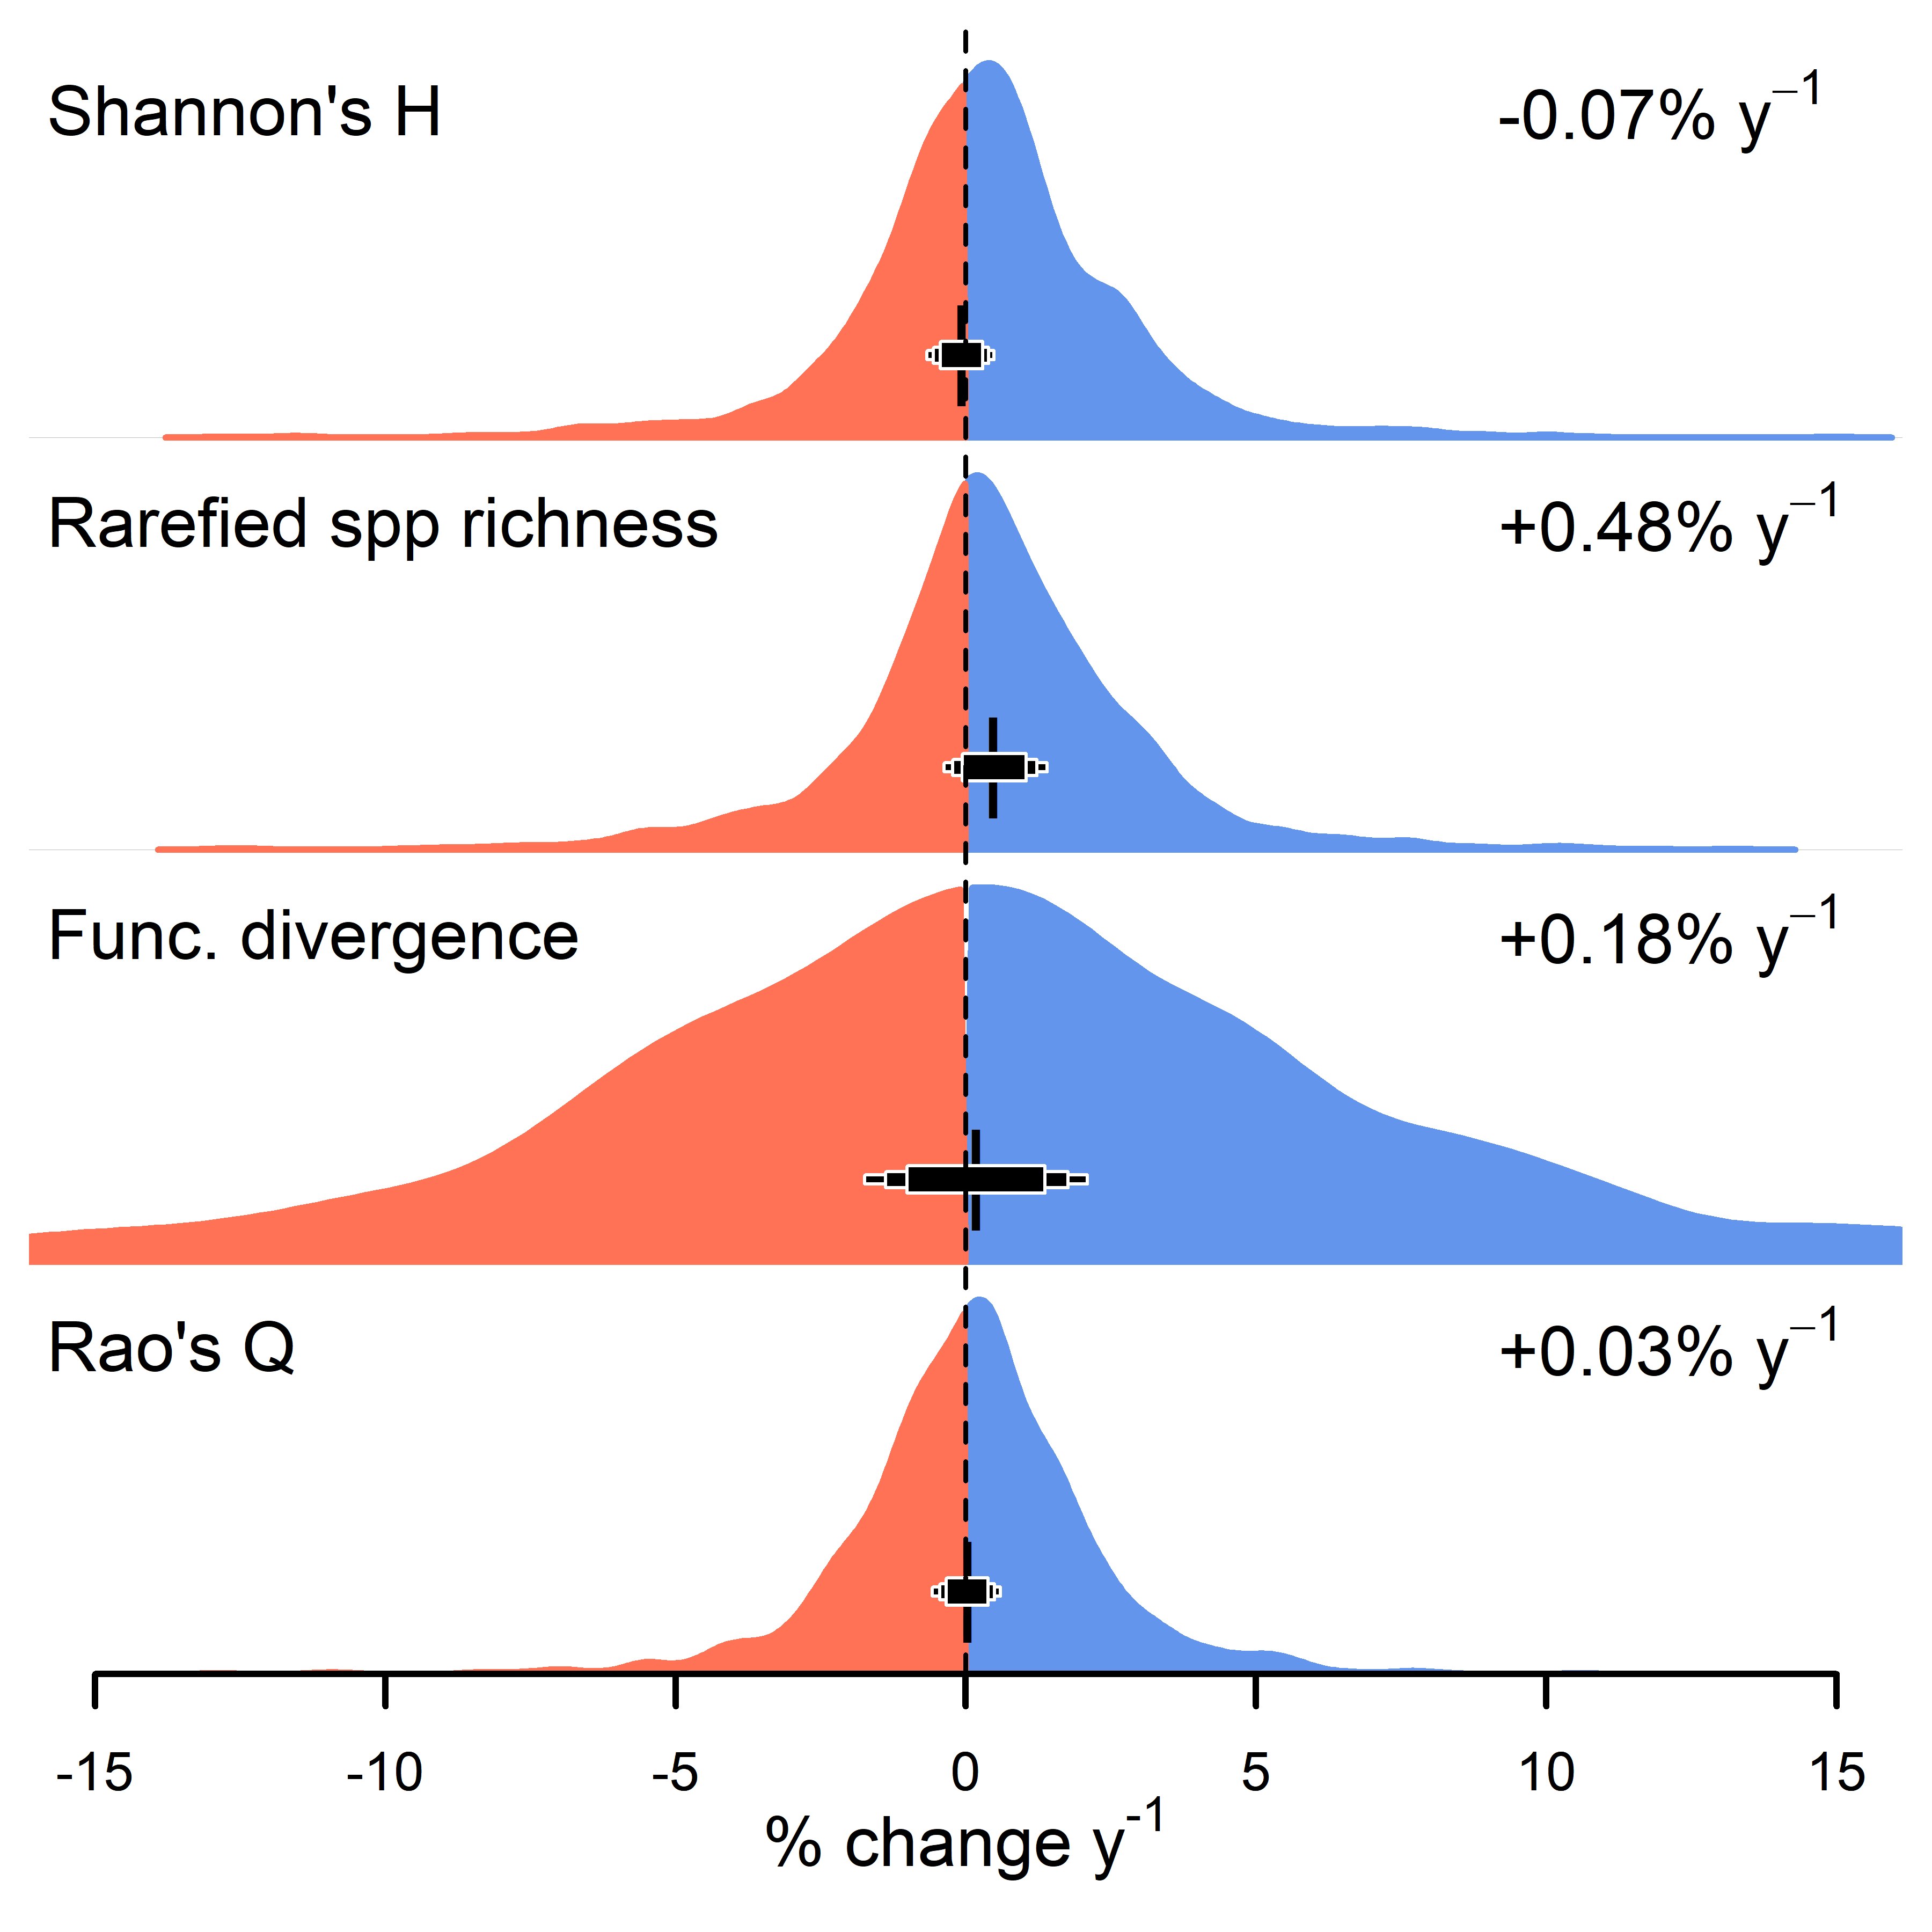 Shannon's H -0.07% y⁻¹
Rarefied spp richness +0.48% y⁻¹
Func. divergence +0.18% y⁻¹
Rao's Q +0.03% y⁻¹
-15 -10 -5 0 5 10 15
% change y⁻¹